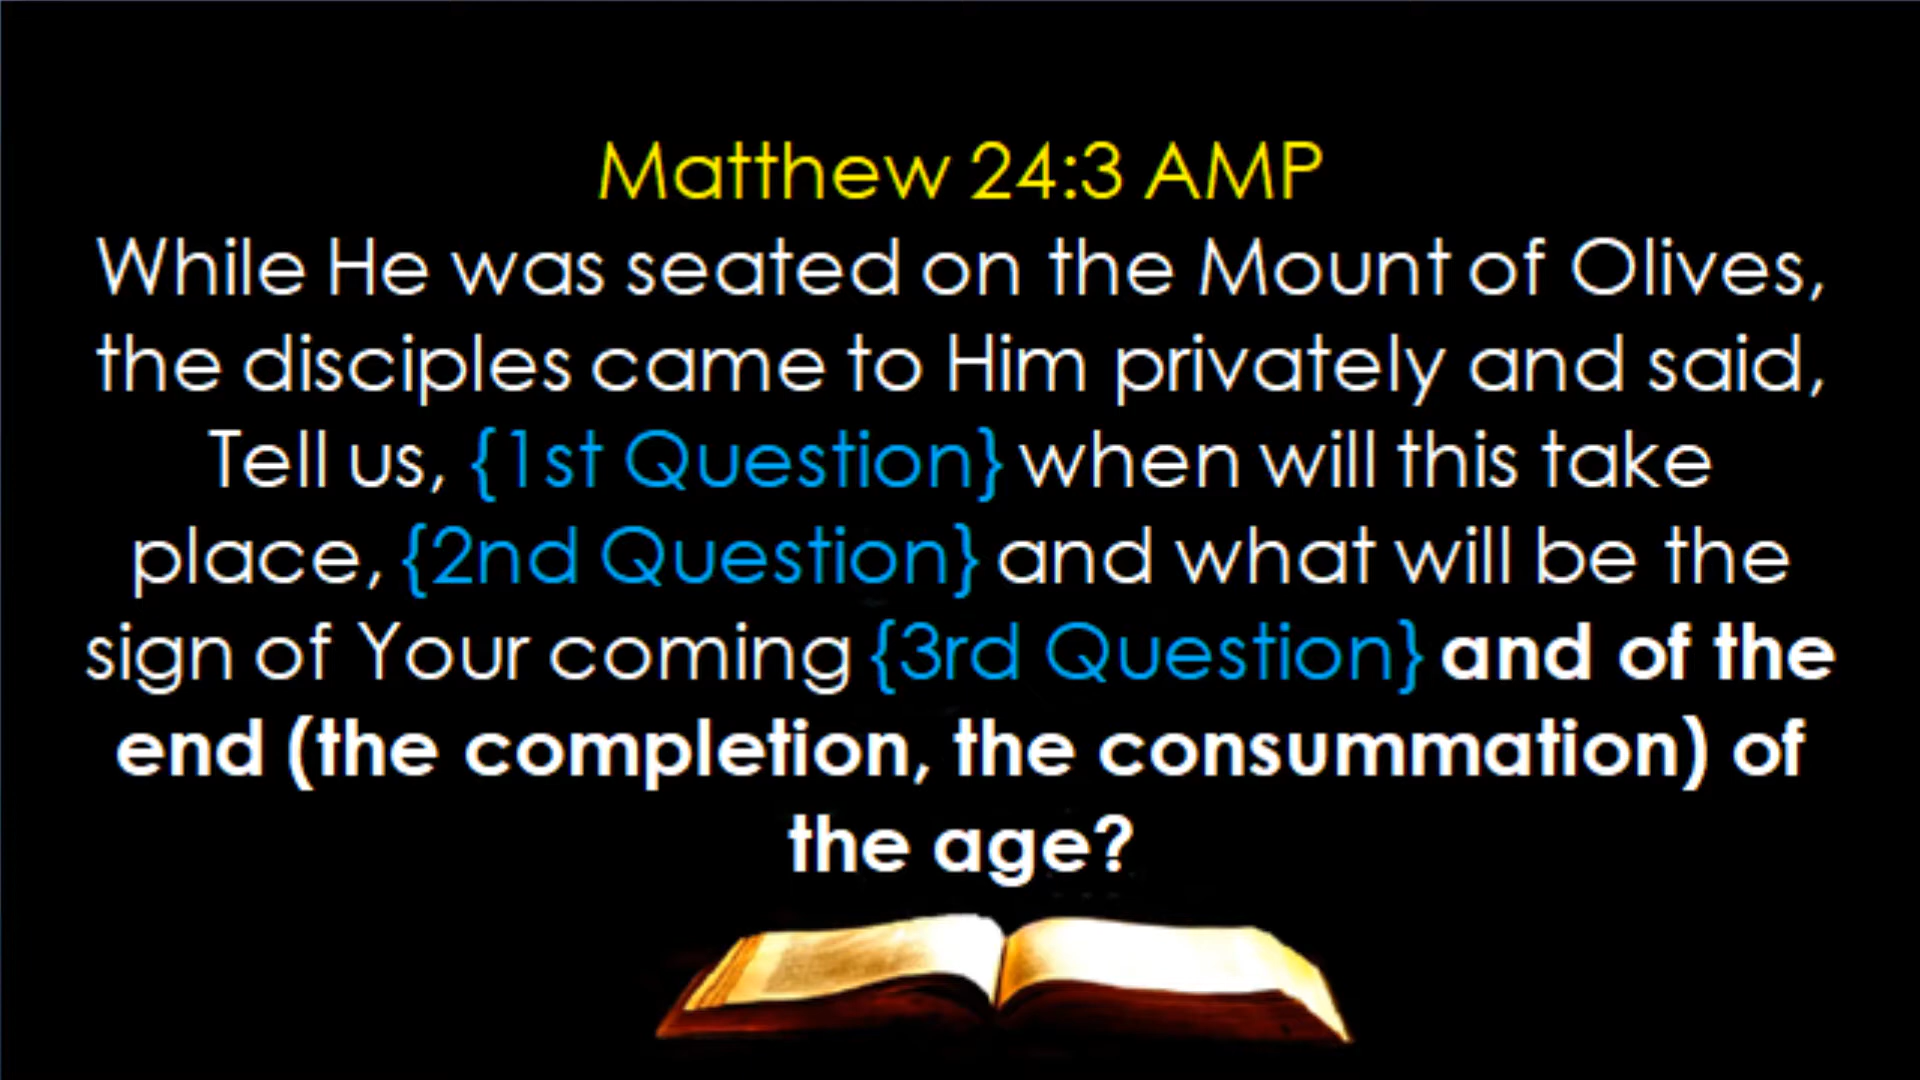 Matthew 24:3 AMP
While He was seated on the Mount of Olives,
the disciples came to Him privately and said,
Tell us, {1st Question} when will this take
place, {2nd Question} and what will be the
sign of Your coming {3rd Question} and of the
end (the completion, the consummation) of
the age?